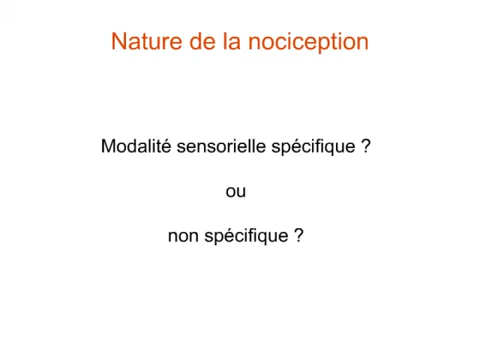 Nature de la nociception
Modalité sensorielle spécifique ?
ou
non spécifique ?